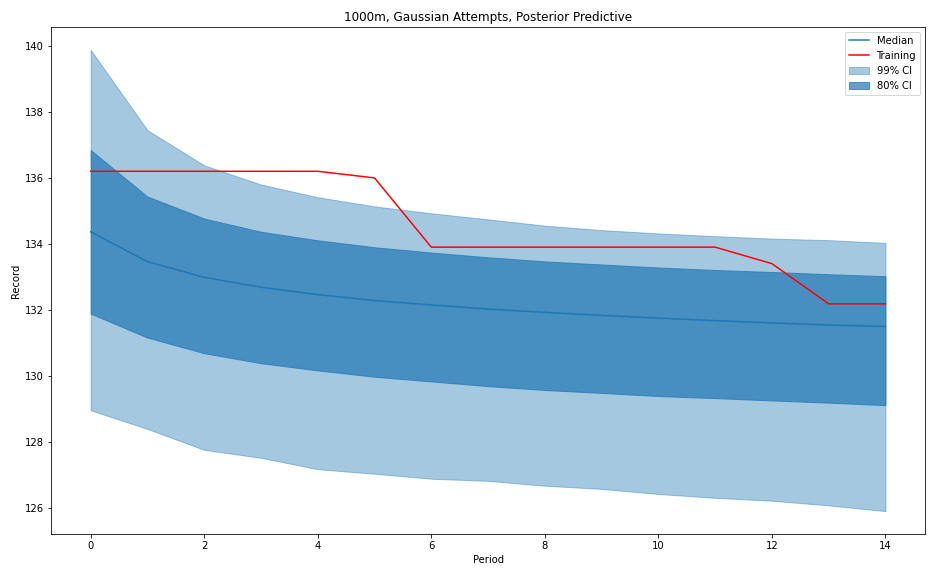 1000m, Gaussian Attempts, Posterior Predictive
140
138
136
134
132
130
128
126
Record
Median
Training
99% CI
80% CI
0 2 4 6 8 10 12 14
Period